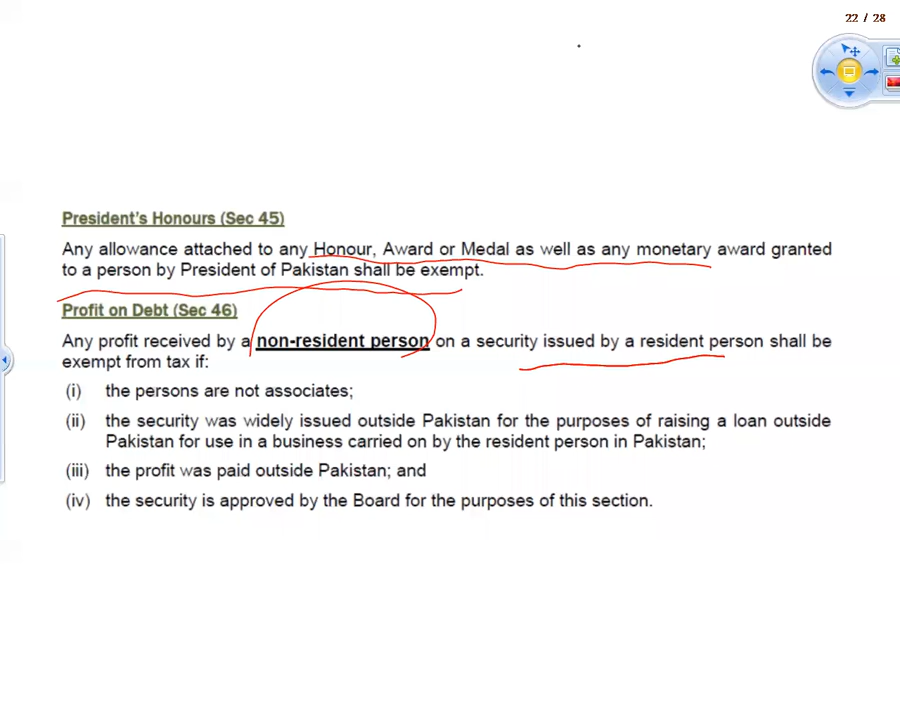 22 / 28
President's Honours (Sec 45)
Any allowance attached to any Honour, Award or Medal as well as any monetary award granted
to a person by President of Pakistan shall be exempt.
Profit on Debt (Sec 46)
Any profit received by a non-resident person on a security issued by a resident person shall be
exempt from tax if:
(i) the persons are not associates;
(ii) the security was widely issued outside Pakistan for the purposes of raising a loan outside
Pakistan for use in a business carried on by the resident person in Pakistan;
(iii) the profit was paid outside Pakistan; and
(iv) the security is approved by the Board for the purposes of this section.